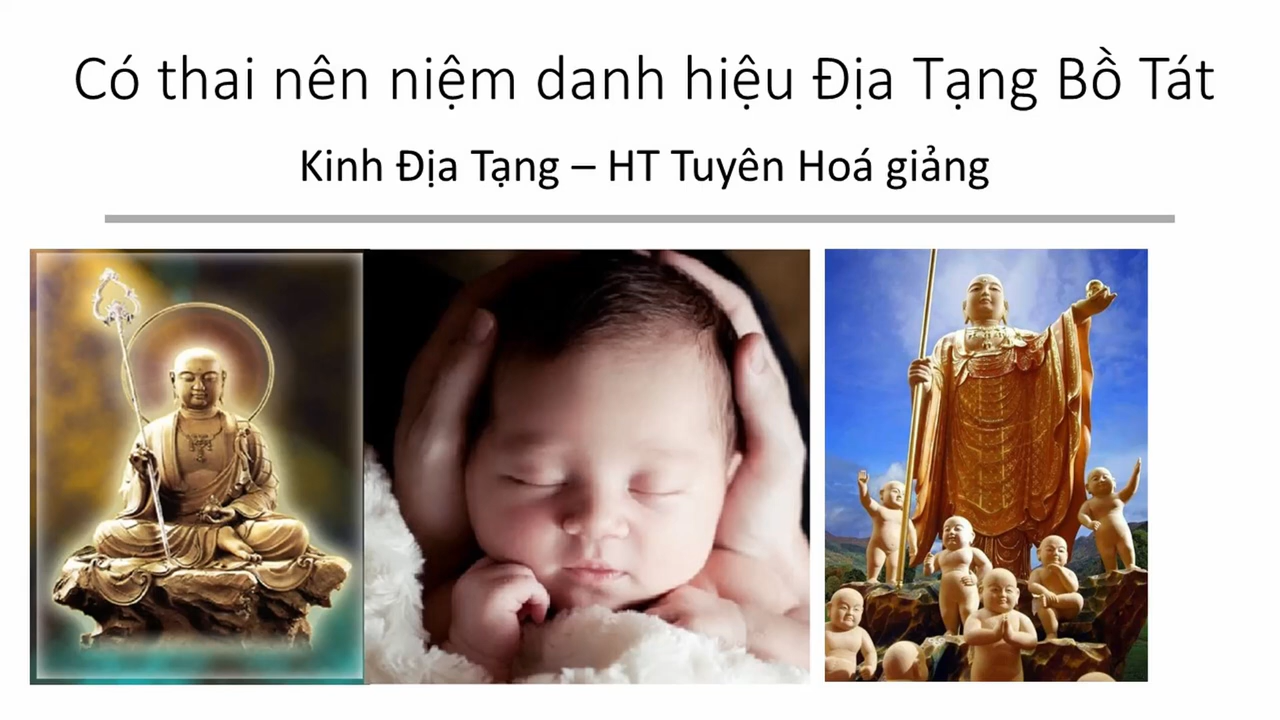 Có thai nên niệm danh hiệu Địa Tạng Bồ Tát
Kinh Địa Tạng – HT Tuyên Hoá giảng